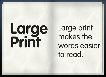 Large
Print
Large print
makes the
words easier
to read.